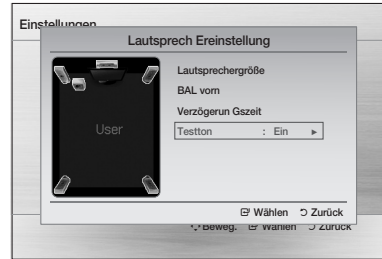 Einstellungen
Lautsprech Ereinstellung
Lautsprechergröße
BAL vorn
Verzögerun Gszeit
Testton : Ein ►
User
Wählen Zurück
Beweg. Wählen Zurück